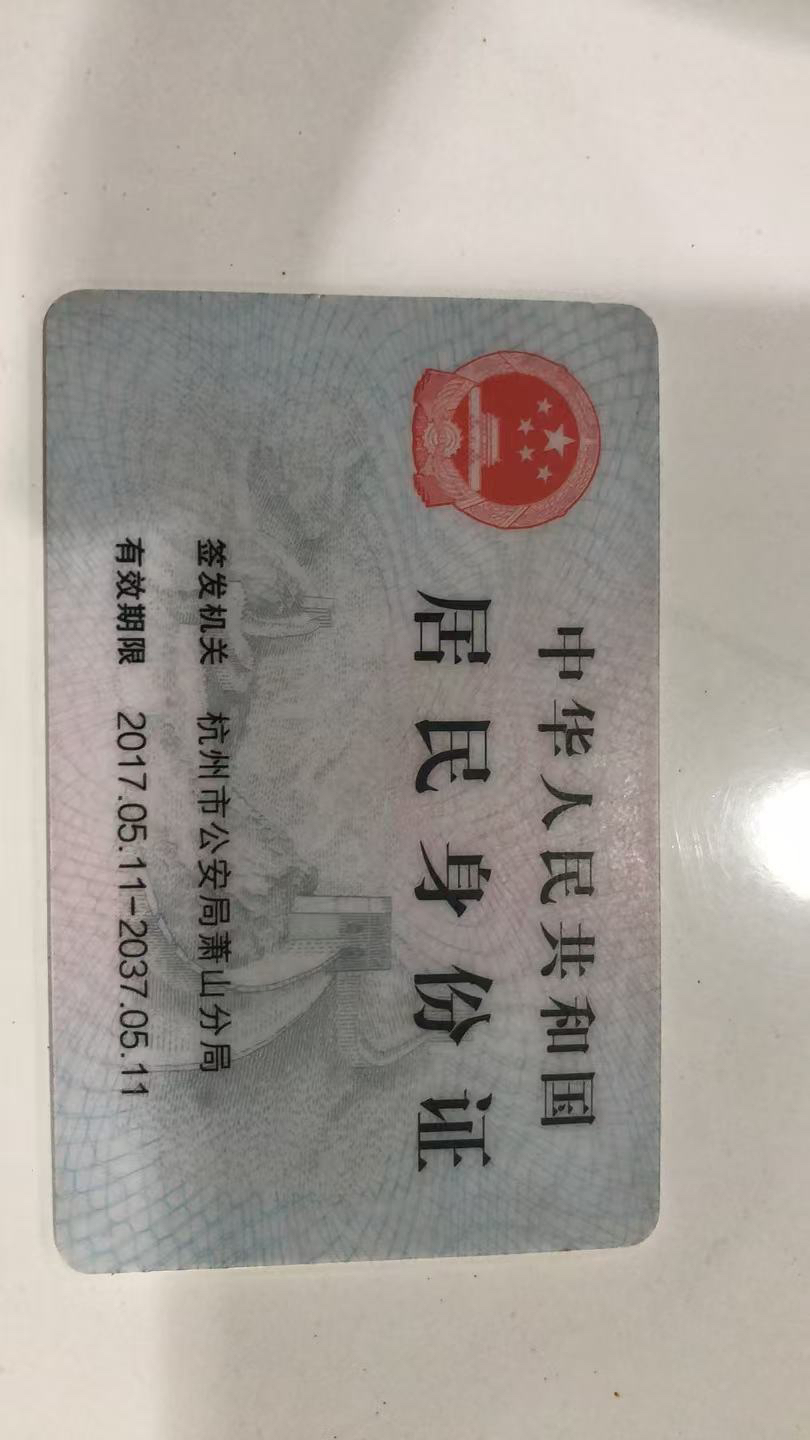 中华人民共和国
居民身份证
签发机关 杭州市公安局萧山分局
有效期限 2017.05.11-2037.05.11